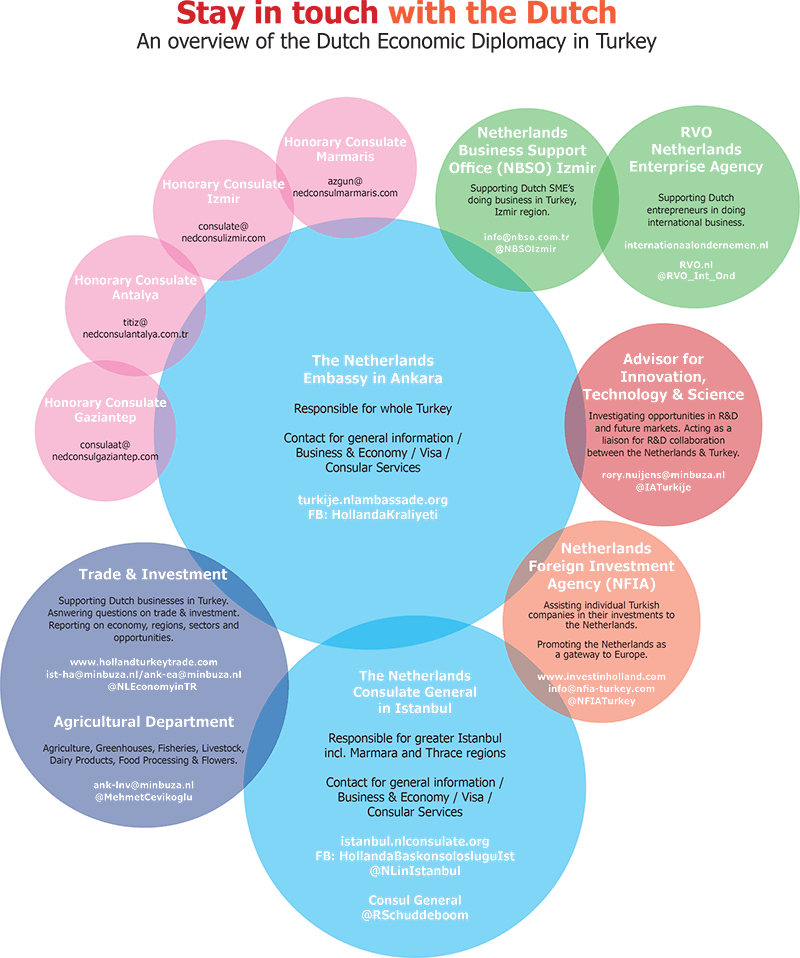 Stay in touch with the Dutch
An overview of the Dutch Economic Diplomacy in Turkey
Honorary Consulate
Marmaris
azgun@
nedconsulmarmaris.com
Honorary Consulate
Izmir
consulate@
nedconsulizmir.com
Honorary Consulate
Antalya
titiz@
nedconsulantalya.com.tr
Honorary Consulate
Gaziantep
consulaat@
nedconsulgaziantep.com
Netherlands
Business Support
Office (NBSO) Izmir
Supporting Dutch SME's
doing business in Turkey,
Izmir region.
info@nbso.com.tr
@NBSOIzmir
RVO
Netherlands
Enterprise Agency
Supporting Dutch
entrepreneurs in doing
international business.
internationaalondernemen.nl
RVO.nl
@RVO_Int_Ond
The Netherlands
Embassy in Ankara
Responsible for whole Turkey
Contact for general information /
Business & Economy / Visa /
Consular Services
turkije.nlambassade.org
FB: HollandaKraliyeti
Advisor for
Innovation,
Technology & Science
Investigating opportunities in R&D
and future markets. Acting as a
liaison for R&D collaboration
between the Netherlands & Turkey.
rory.nuijens@minbuza.nl
@IATurkije
Netherlands
Foreign Investment
Agency (NFIA)
Assisting individual Turkish
companies in their investments to
the Netherlands.
Promoting the Netherlands as
a gateway to Europe.
www.investinholland.com
info@nfia-turkey.com
@NFIATurkey
Trade & Investment
Supporting Dutch businesses in Turkey.
Asnwering questions on trade & investment.
Reporting on economy, regions, sectors and
opportunities.
www.hollandturkeytrade.com
ist-ha@minbuza.nl/ank-ea@minbuza.nl
@NLEconomyinTR
Agricultural Department
Agriculture, Greenhouses, Fisheries, Livestock,
Dairy Products, Food Processing & Flowers.
ank-lnv@minbuza.nl
@MehmetCevikoglu
The Netherlands
Consulate General
in Istanbul
Responsible for greater Istanbul
incl. Marmara and Thrace regions
Contact for general information /
Business & Economy / Visa /
Consular Services
istanbul.nlconsulate.org
FB: HollandaBaskonsolosluguIst
@NLinIstanbul
Consul General
@RSchuddeboom